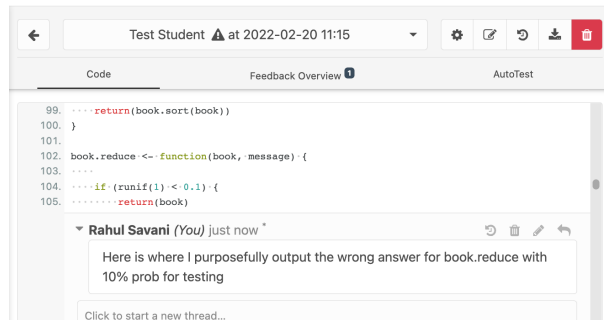 Test Student ⚠ at 2022-02-20 11:15
Code
Feedback Overview 1
AutoTest
99. ····return(book.sort(book))
100. }
101.
102. book.reduce·<-·function(book,·message)·{
103. ····
104. ····if·(runif(1)·<·0.1)·{
105. ········return(book)
Rahul Savani (You) just now *
Here is where I purposefully output the wrong answer for book.reduce with
10% prob for testing
Click to start a new thread...